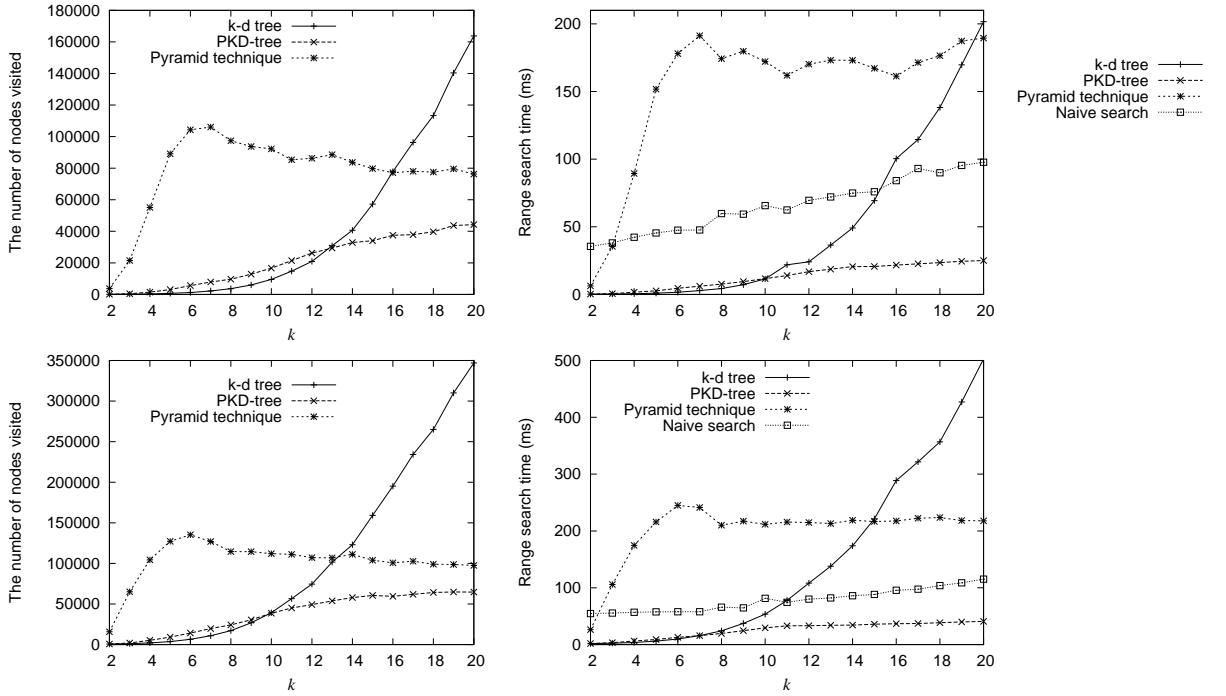 The number of nodes visited
180000
160000
140000
120000
100000
80000
60000
40000
20000
0
k-d tree
PKD-tree
Pyramid technique
2 4 6 8 10 12 14 16 18 20
k
Range search time (ms)
200
150
100
50
0
2 4 6 8 10 12 14 16 18 20
k
k-d tree
PKD-tree
Pyramid technique
Naive search
The number of nodes visited
350000
300000
250000
200000
150000
100000
50000
0
k-d tree
PKD-tree
Pyramid technique
2 4 6 8 10 12 14 16 18 20
k
Range search time (ms)
500
400
300
200
100
0
k-d tree
PKD-tree
Pyramid technique
Naive search
2 4 6 8 10 12 14 16 18 20
k